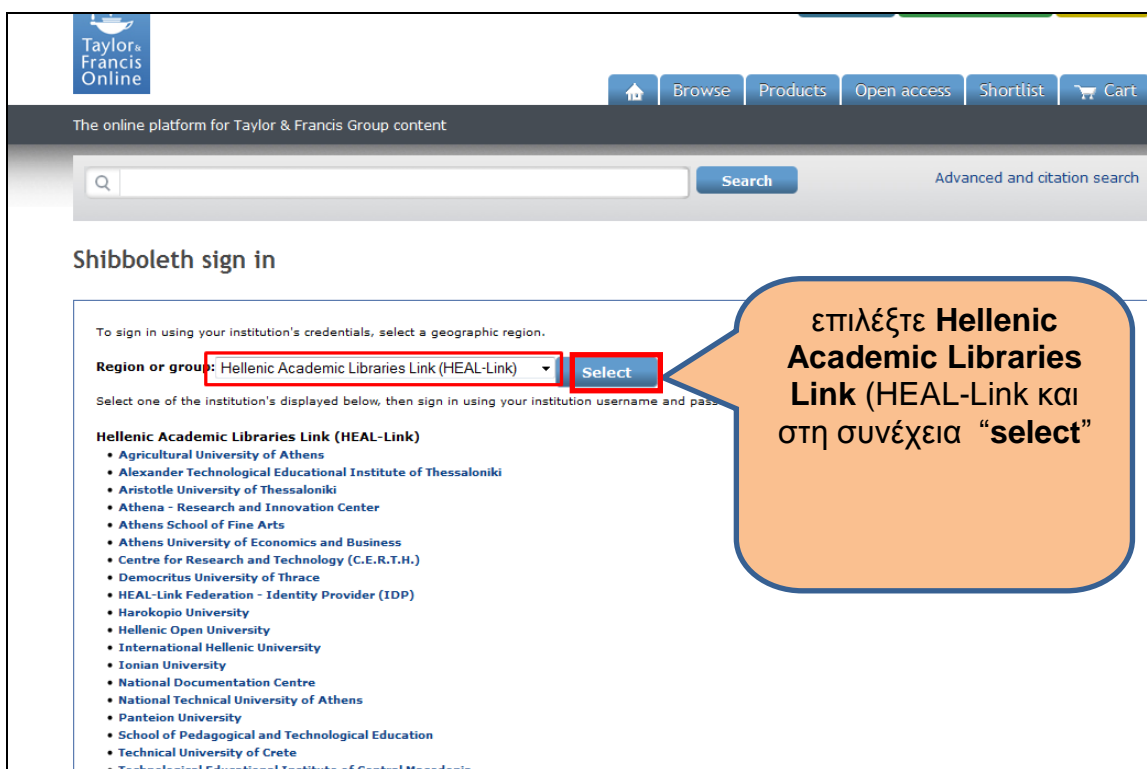 Taylor &
Francis
Online
Browse Products Open access Shortlist Cart
The online platform for Taylor & Francis Group content
Search Advanced and citation search
Shibboleth sign in
To sign in using your institution's credentials, select a geographic region.
Region or group: Hellenic Academic Libraries Link (HEAL-Link) Select
Select one of the institution's displayed below, then sign in using your institution username and
Hellenic Academic Libraries Link (HEAL-Link)
• Agricultural University of Athens
• Alexander Technological Educational Institute of Thessaloniki
• Aristotle University of Thessaloniki
• Athena - Research and Innovation Center
• Athens School of Fine Arts
• Athens University of Economics and Business
• Centre for Research and Technology (C.E.R.T.H.)
• Democritus University of Thrace
• HEAL-Link Federation - Identity Provider (IDP)
• Harokopio University
• Hellenic Open University
• International Hellenic University
• Ionian University
• National Documentation Centre
• National Technical University of Athens
• Panteion University
• School of Pedagogical and Technological Education
• Technical University of Crete
• Technological Educational Institute of Central Macedonia
επιλέξτε Hellenic
Academic Libraries
Link (HEAL-Link και
στη συνέχεια “select”